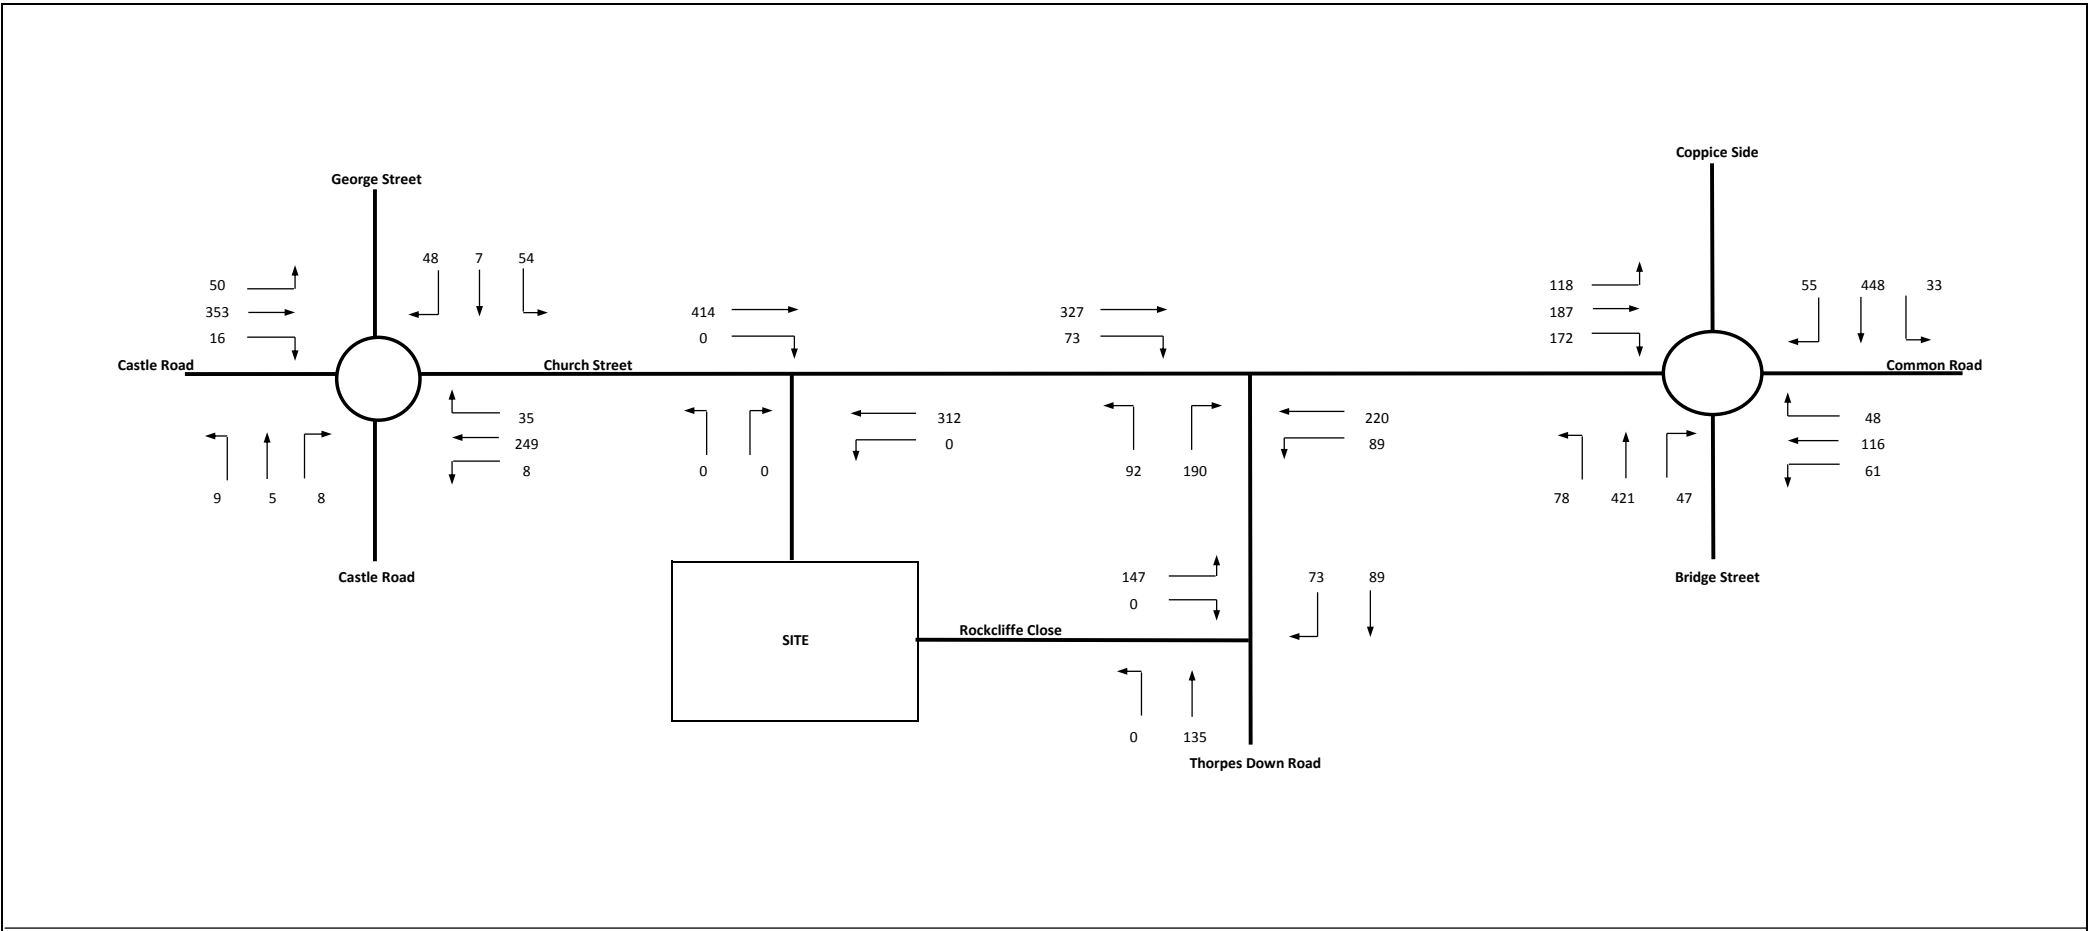 Coppice Side
George Street
48 7 54
50
353
16
414
0
327
73
118
187
172
55 448 33
Castle Road
Church Street
Common Road
35
249
8
312
0
220
89
48
116
61
9 5 8
0 0
92 190
78 421 47
Castle Road
Bridge Street
147
0
73 89
SITE
Rockcliffe Close
0 135
Thorpes Down Road